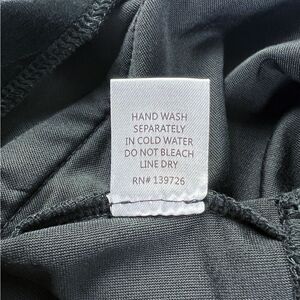 HAND WASH
SEPARATELY
IN COLD WATER
DO NOT BLEACH
LINE DRY
RN# 139726